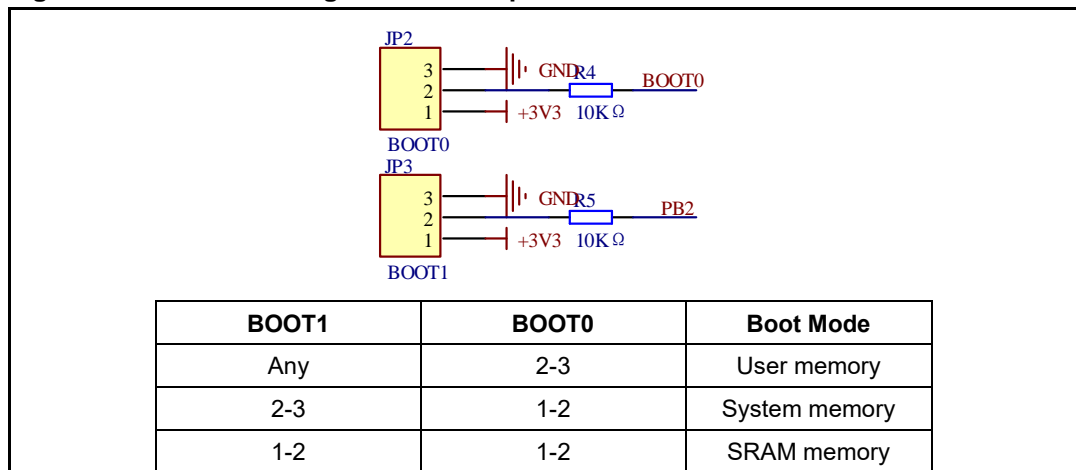 JP2
3 GND R4 BOOT0
2
1 +3V3 10KΩ
BOOT0
JP3
3 GND R5 PB2
2
1 +3V3 10KΩ
BOOT1
BOOT1 BOOT0 Boot Mode
Any 2-3 User memory
2-3 1-2 System memory
1-2 1-2 SRAM memory